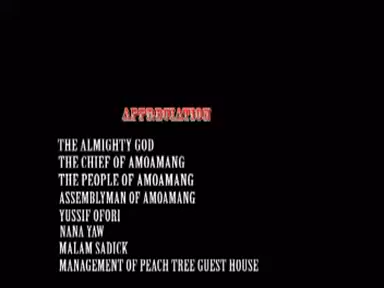 APPRECIATION
THE ALMIGHTY GOD
THE CHIEF OF AMOAMANG
THE PEOPLE OF AMOAMANG
ASSEMBLYMAN OF AMOAMANG
YUSSIF OFORI
NANA YAW
MALAM SADICK
MANAGEMENT OF PEACH TREE GUEST HOUSE